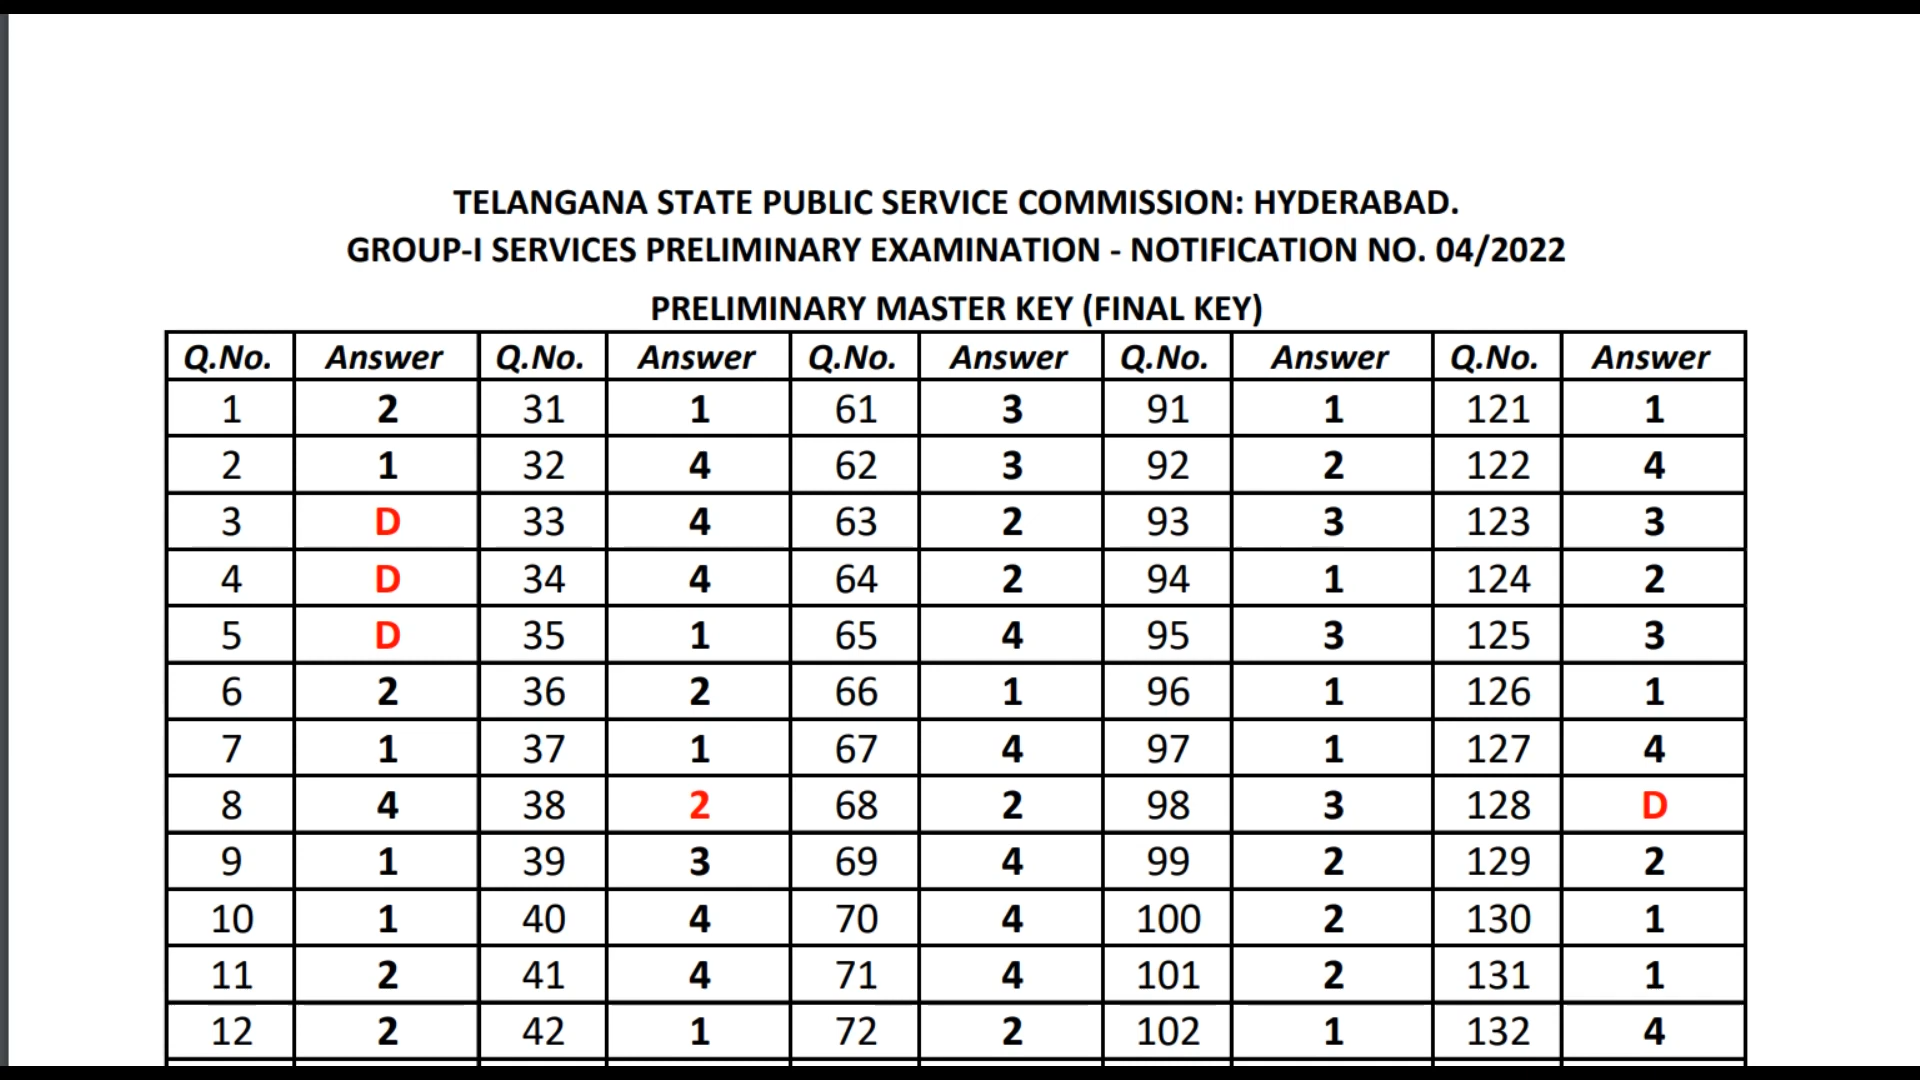 TELANGANA STATE PUBLIC SERVICE COMMISSION: HYDERABAD.
GROUP-I SERVICES PRELIMINARY EXAMINATION - NOTIFICATION NO. 04/2022
PRELIMINARY MASTER KEY (FINAL KEY)
Q.No. Answer Q.No. Answer Q.No. Answer Q.No. Answer Q.No. Answer
1 2 31 1 61 3 91 1 121 1
2 1 32 4 62 3 92 2 122 4
3 D 33 4 63 2 93 3 123 3
4 D 34 4 64 2 94 1 124 2
5 D 35 1 65 4 95 3 125 3
6 2 36 2 66 1 96 1 126 1
7 1 37 1 67 4 97 1 127 4
8 4 38 2 68 2 98 3 128 D
9 1 39 3 69 4 99 2 129 2
10 1 40 4 70 4 100 2 130 1
11 2 41 4 71 4 101 2 131 1
12 2 42 1 72 2 102 1 132 4